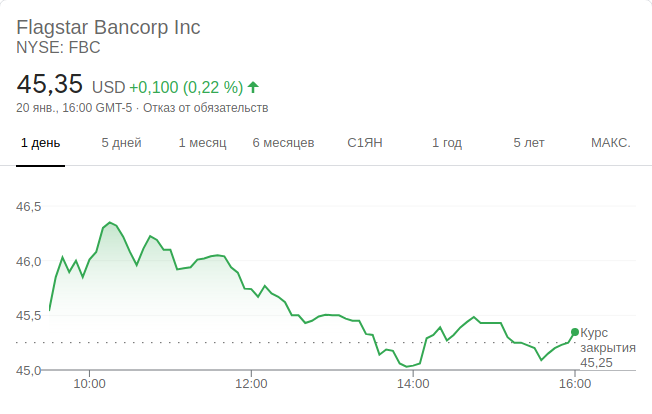 Flagstar Bancorp Inc
NYSE: FBC
45,35 USD +0,100 (0,22 %)
20 янв., 16:00 GMT-5 · Отказ от обязательств
1 день 5 дней 1 месяц 6 месяцев С1ЯН 1 год 5 лет МАКС.
46,5
46,0
45,5
45,0
Курс
закрытия
45,25
10:00 12:00 14:00 16:00